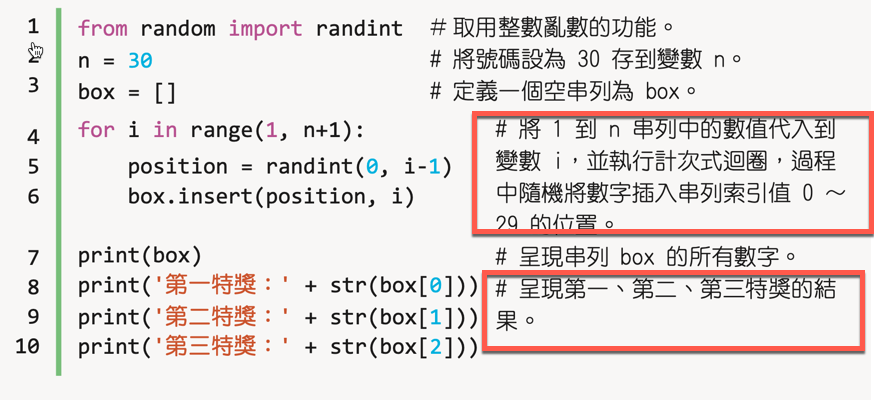 1 from random import randint #取用整數亂數的功能。
2 n = 30 # 將號碼設為 30 存到變數 n。
3 box = [] # 定義一個空串列為 box。
4 for i in range(1, n+1): # 將 1 到 n 串列中的數值代入到
變數 i，並執行計次式迴圈，過程
5 position = randint(0, i-1)
6 box.insert(position, i) 中隨機將數字插入串列索引值 0 ～
29 的位置。
7 print(box) # 呈現串列 box 的所有數字。
8 print('第一特獎：' + str(box[0])) # 呈現第一、第二、第三特獎的結
9 print('第二特獎：' + str(box[1])) 果。
10 print('第三特獎：' + str(box[2]))